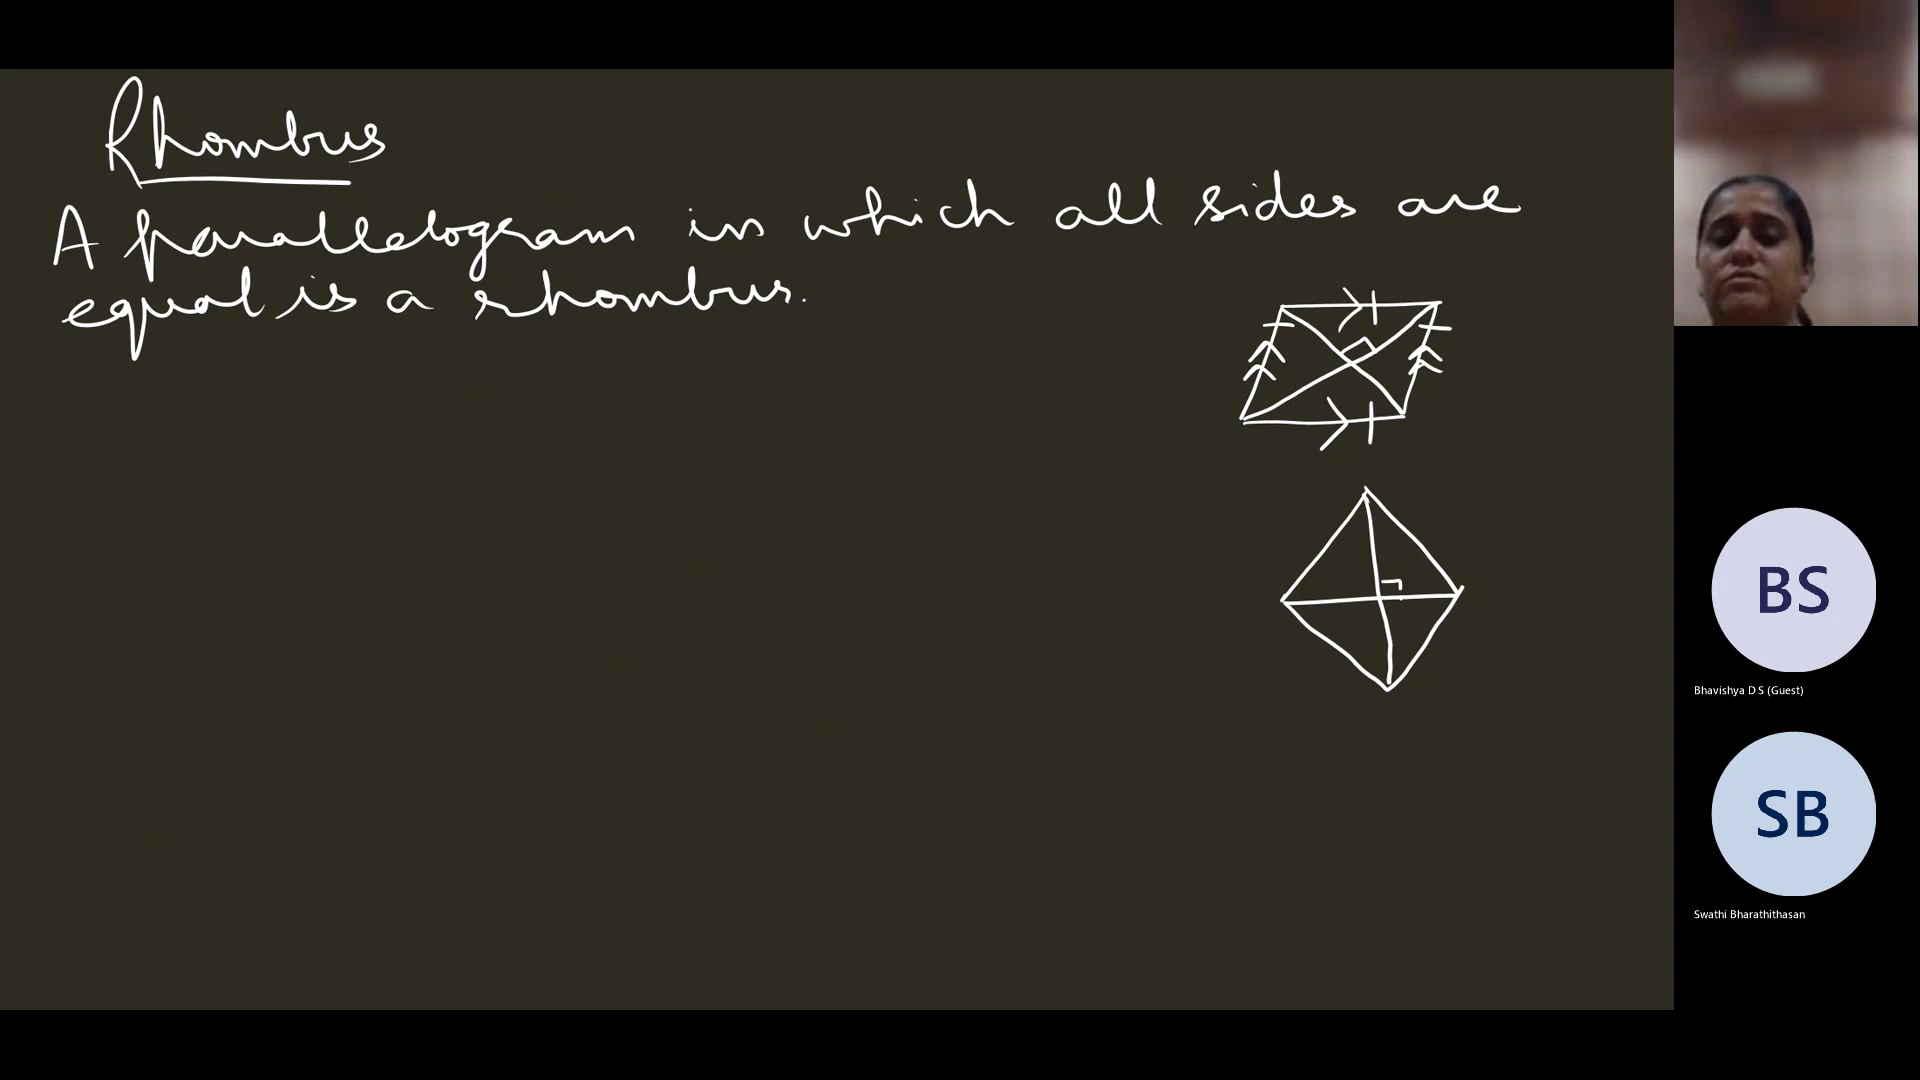 Rhombus
A parallelogram in which all sides are
equal is a rhombus.
BS
Bhavishya D S (Guest)
SB
Swathi Bharathithasan